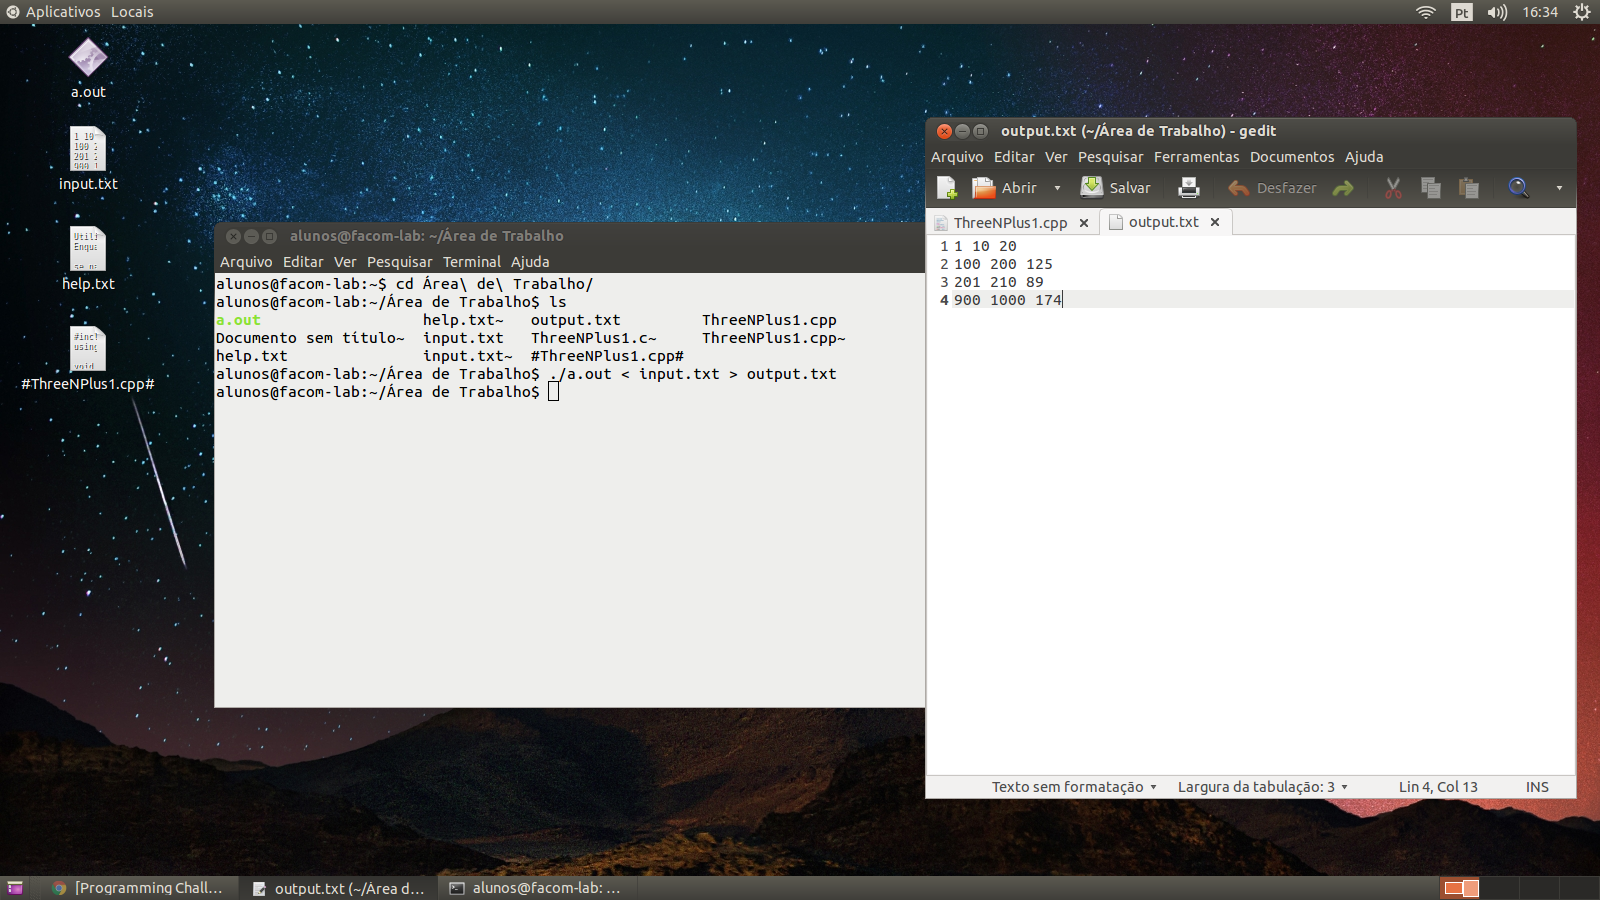 Aplicativos Locais
Pt 16:34
a.out
1 10
100 2
201 2
900 1
input.txt
Utili
Enqua
se n
help.txt
#incl
using
void
#ThreeNPlus1.cpp#
alunos@facom-lab: ~/Área de Trabalho
Arquivo Editar Ver Pesquisar Terminal Ajuda
alunos@facom-lab:~$ cd Área\ de\ Trabalho/
alunos@facom-lab:~/Área de Trabalho$ ls
a.out help.txt~ output.txt ThreeNPlus1.cpp
Documento sem título~ input.txt ThreeNPlus1.c~ ThreeNPlus1.cpp~
help.txt input.txt~ #ThreeNPlus1.cpp#
alunos@facom-lab:~/Área de Trabalho$ ./a.out < input.txt > output.txt
alunos@facom-lab:~/Área de Trabalho$
output.txt (~/Área de Trabalho) - gedit
Arquivo Editar Ver Pesquisar Ferramentas Documentos Ajuda
Abrir Salvar Desfazer
ThreeNPlus1.cpp output.txt
1 1 10 20
2 100 200 125
3 201 210 89
4 900 1000 174
Texto sem formatação Largura da tabulação: 3 Lin 4, Col 13 INS
[Programming Chall... output.txt (~/Área d... alunos@facom-lab: ...